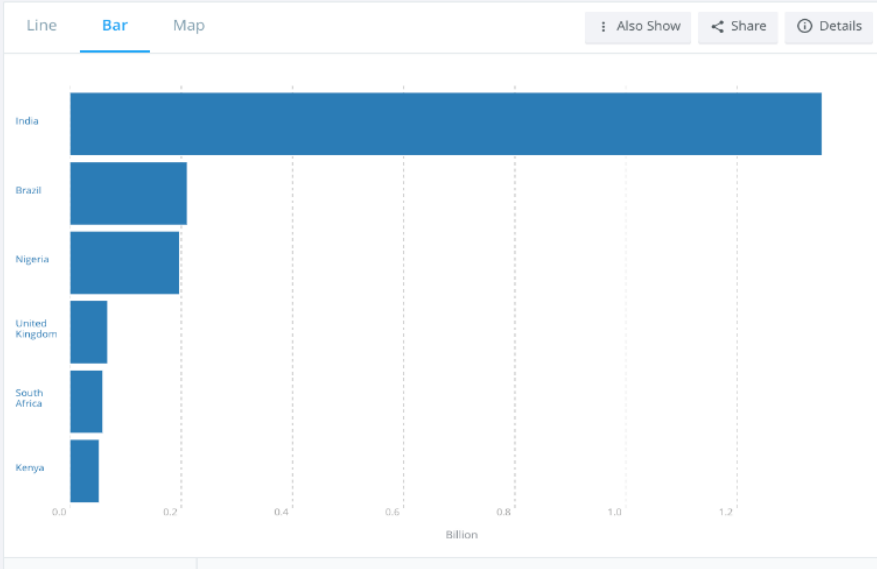 Line Bar Map Also Show Share Details
India
Brazil
Nigeria
United
Kingdom
South
Africa
Kenya
0.0 0.2 0.4 0.6 0.8 1.0 1.2
Billion